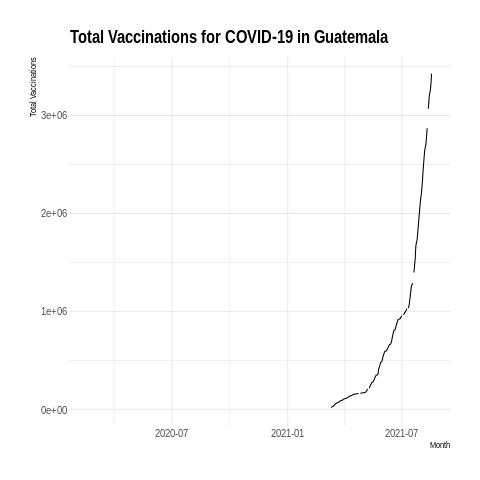 Total Vaccinations for COVID-19 in Guatemala
Total Vaccinations
3e+06
2e+06
1e+06
0e+00
2020-07
2021-01
2021-07
Month